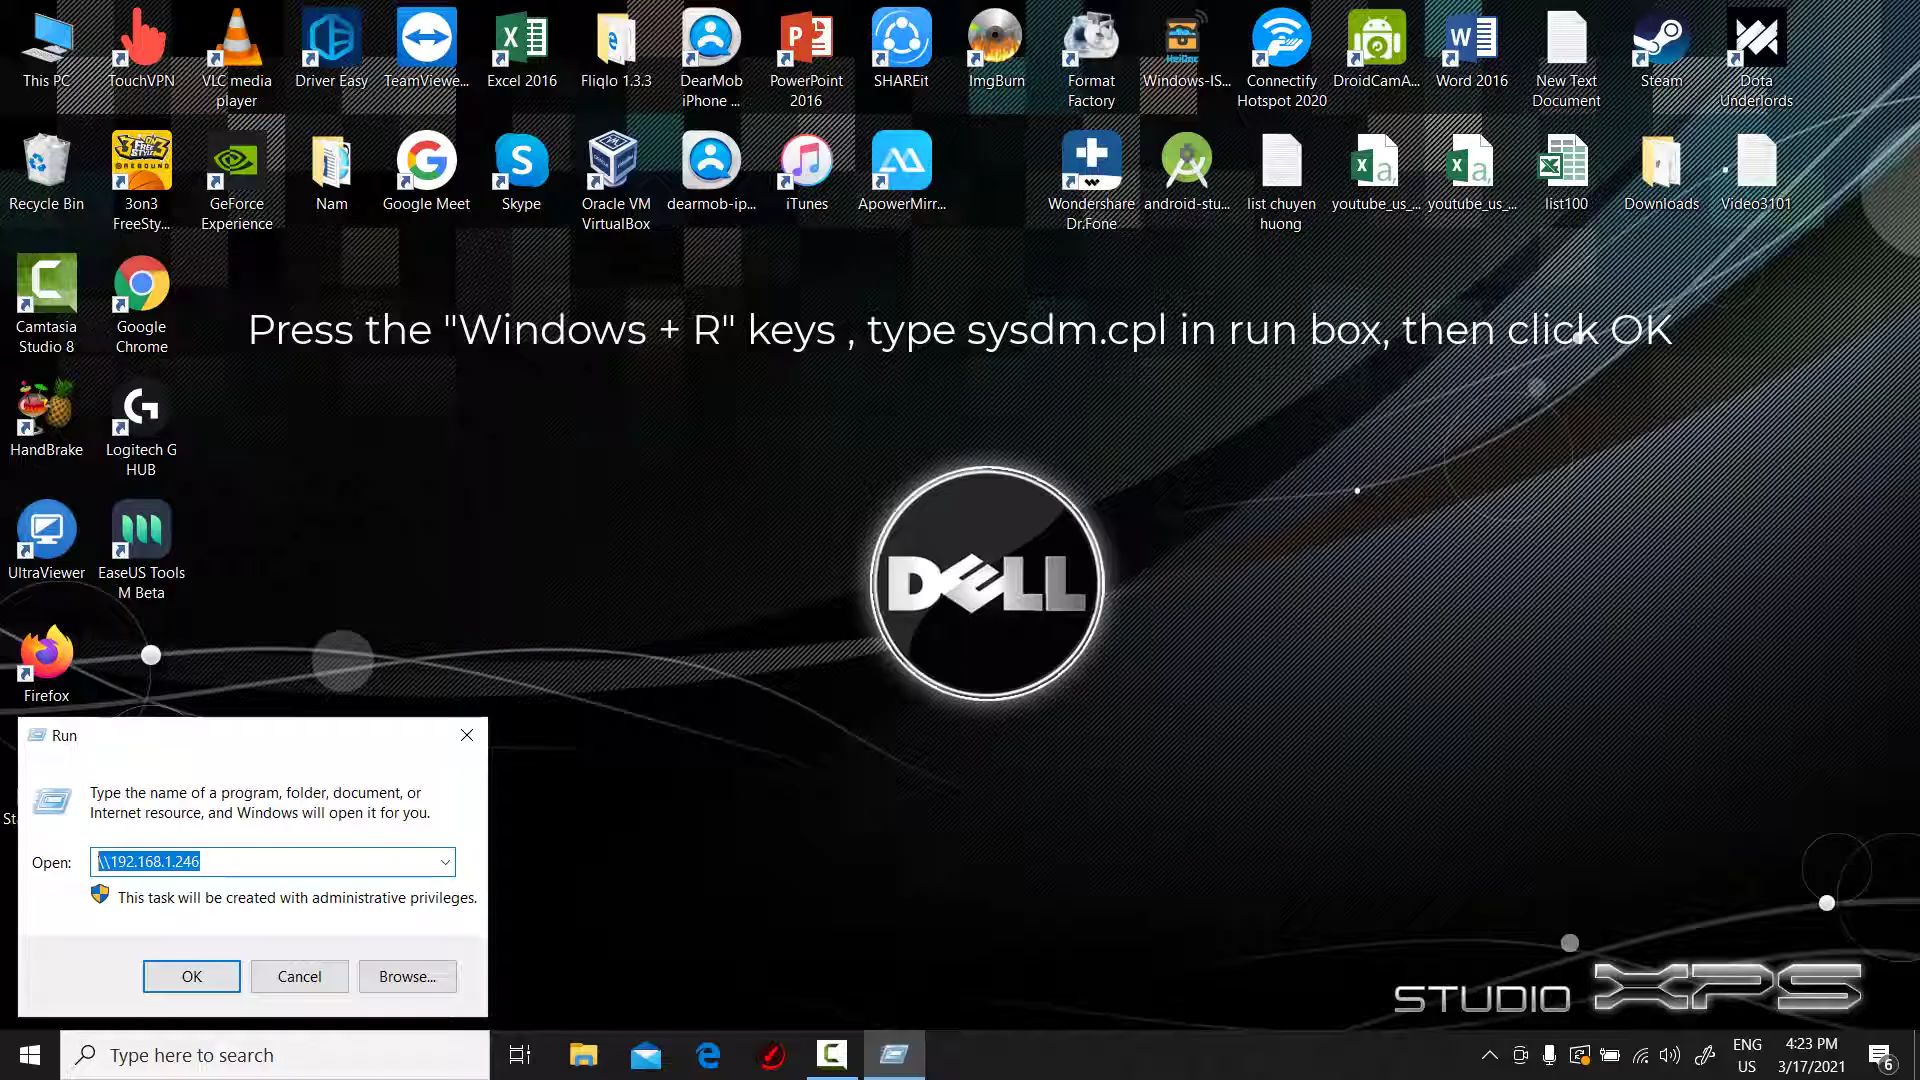 This PC
TouchVPN
VLC media
player
Driver Easy
TeamViewe...
Excel 2016
Fliqlo 1.3.3
DearMob
iPhone ...
PowerPoint
2016
SHAREit
ImgBurn
Format
Factory
Windows-IS...
Connectify
Hotspot 2020
DroidCamA...
Word 2016
New Text
Document
Steam
Dota
Underlords
Recycle Bin
3on3
FreeSty...
GeForce
Experience
Nam
Google Meet
Skype
Oracle VM
VirtualBox
dearmob-ip...
iTunes
ApowerMirr...
Wondershare
Dr.Fone
android-stu...
list chuyen
huong
youtube_us_...
youtube_us_...
list100
Downloads
Video3101
Camtasia
Studio 8
Google
Chrome
Press the "Windows + R" keys , type sysdm.cpl in run box, then click OK
HandBrake
Logitech G
HUB
UltraViewer
EaseUS Tools
M Beta
Firefox
DELL
Run
Type the name of a program, folder, document, or
Internet resource, and Windows will open it for you.
Open:
\\192.168.1.246
This task will be created with administrative privileges.
OK
Cancel
Browse...
STUDIO XPS
Type here to search
ENG
US
4:23 PM
3/17/2021
6